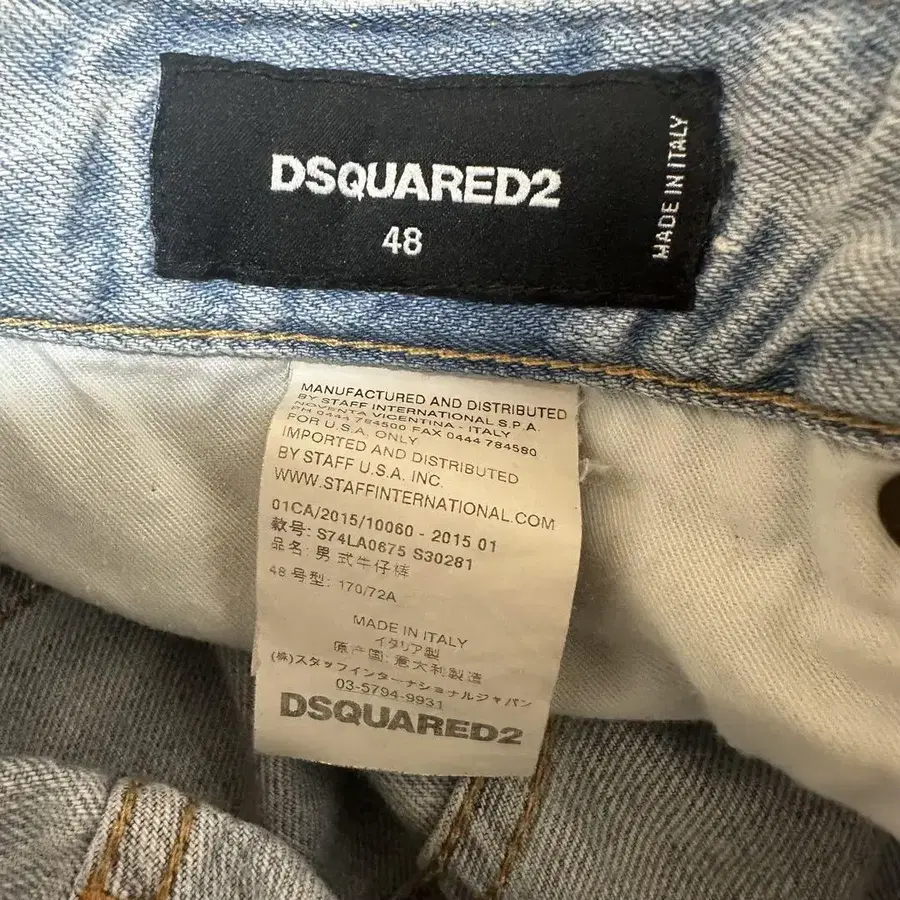 DSQUARED2
48
MADE IN ITALY
MANUFACTURED AND DISTRIBUTED
BY STAFF INTERNATIONAL S.P.A.
NOVENTA VICENTINA - ITALY
PH 0444 784500 FAX 0444 784580
FOR U.S.A. ONLY
IMPORTED AND DISTRIBUTED
BY STAFF U.S.A. INC.
WWW.STAFFINTERNATIONAL.COM
01CA/2015/10060 - 2015 01
款号: S74LA0675 S30281
品名: 男式牛仔裤
48 号型: 170/72A
MADE IN ITALY
イタリア製
原产国: 意大利製造
(株)スタッフインターナショナルジャパン
03-5794-9931
DSQUARED2